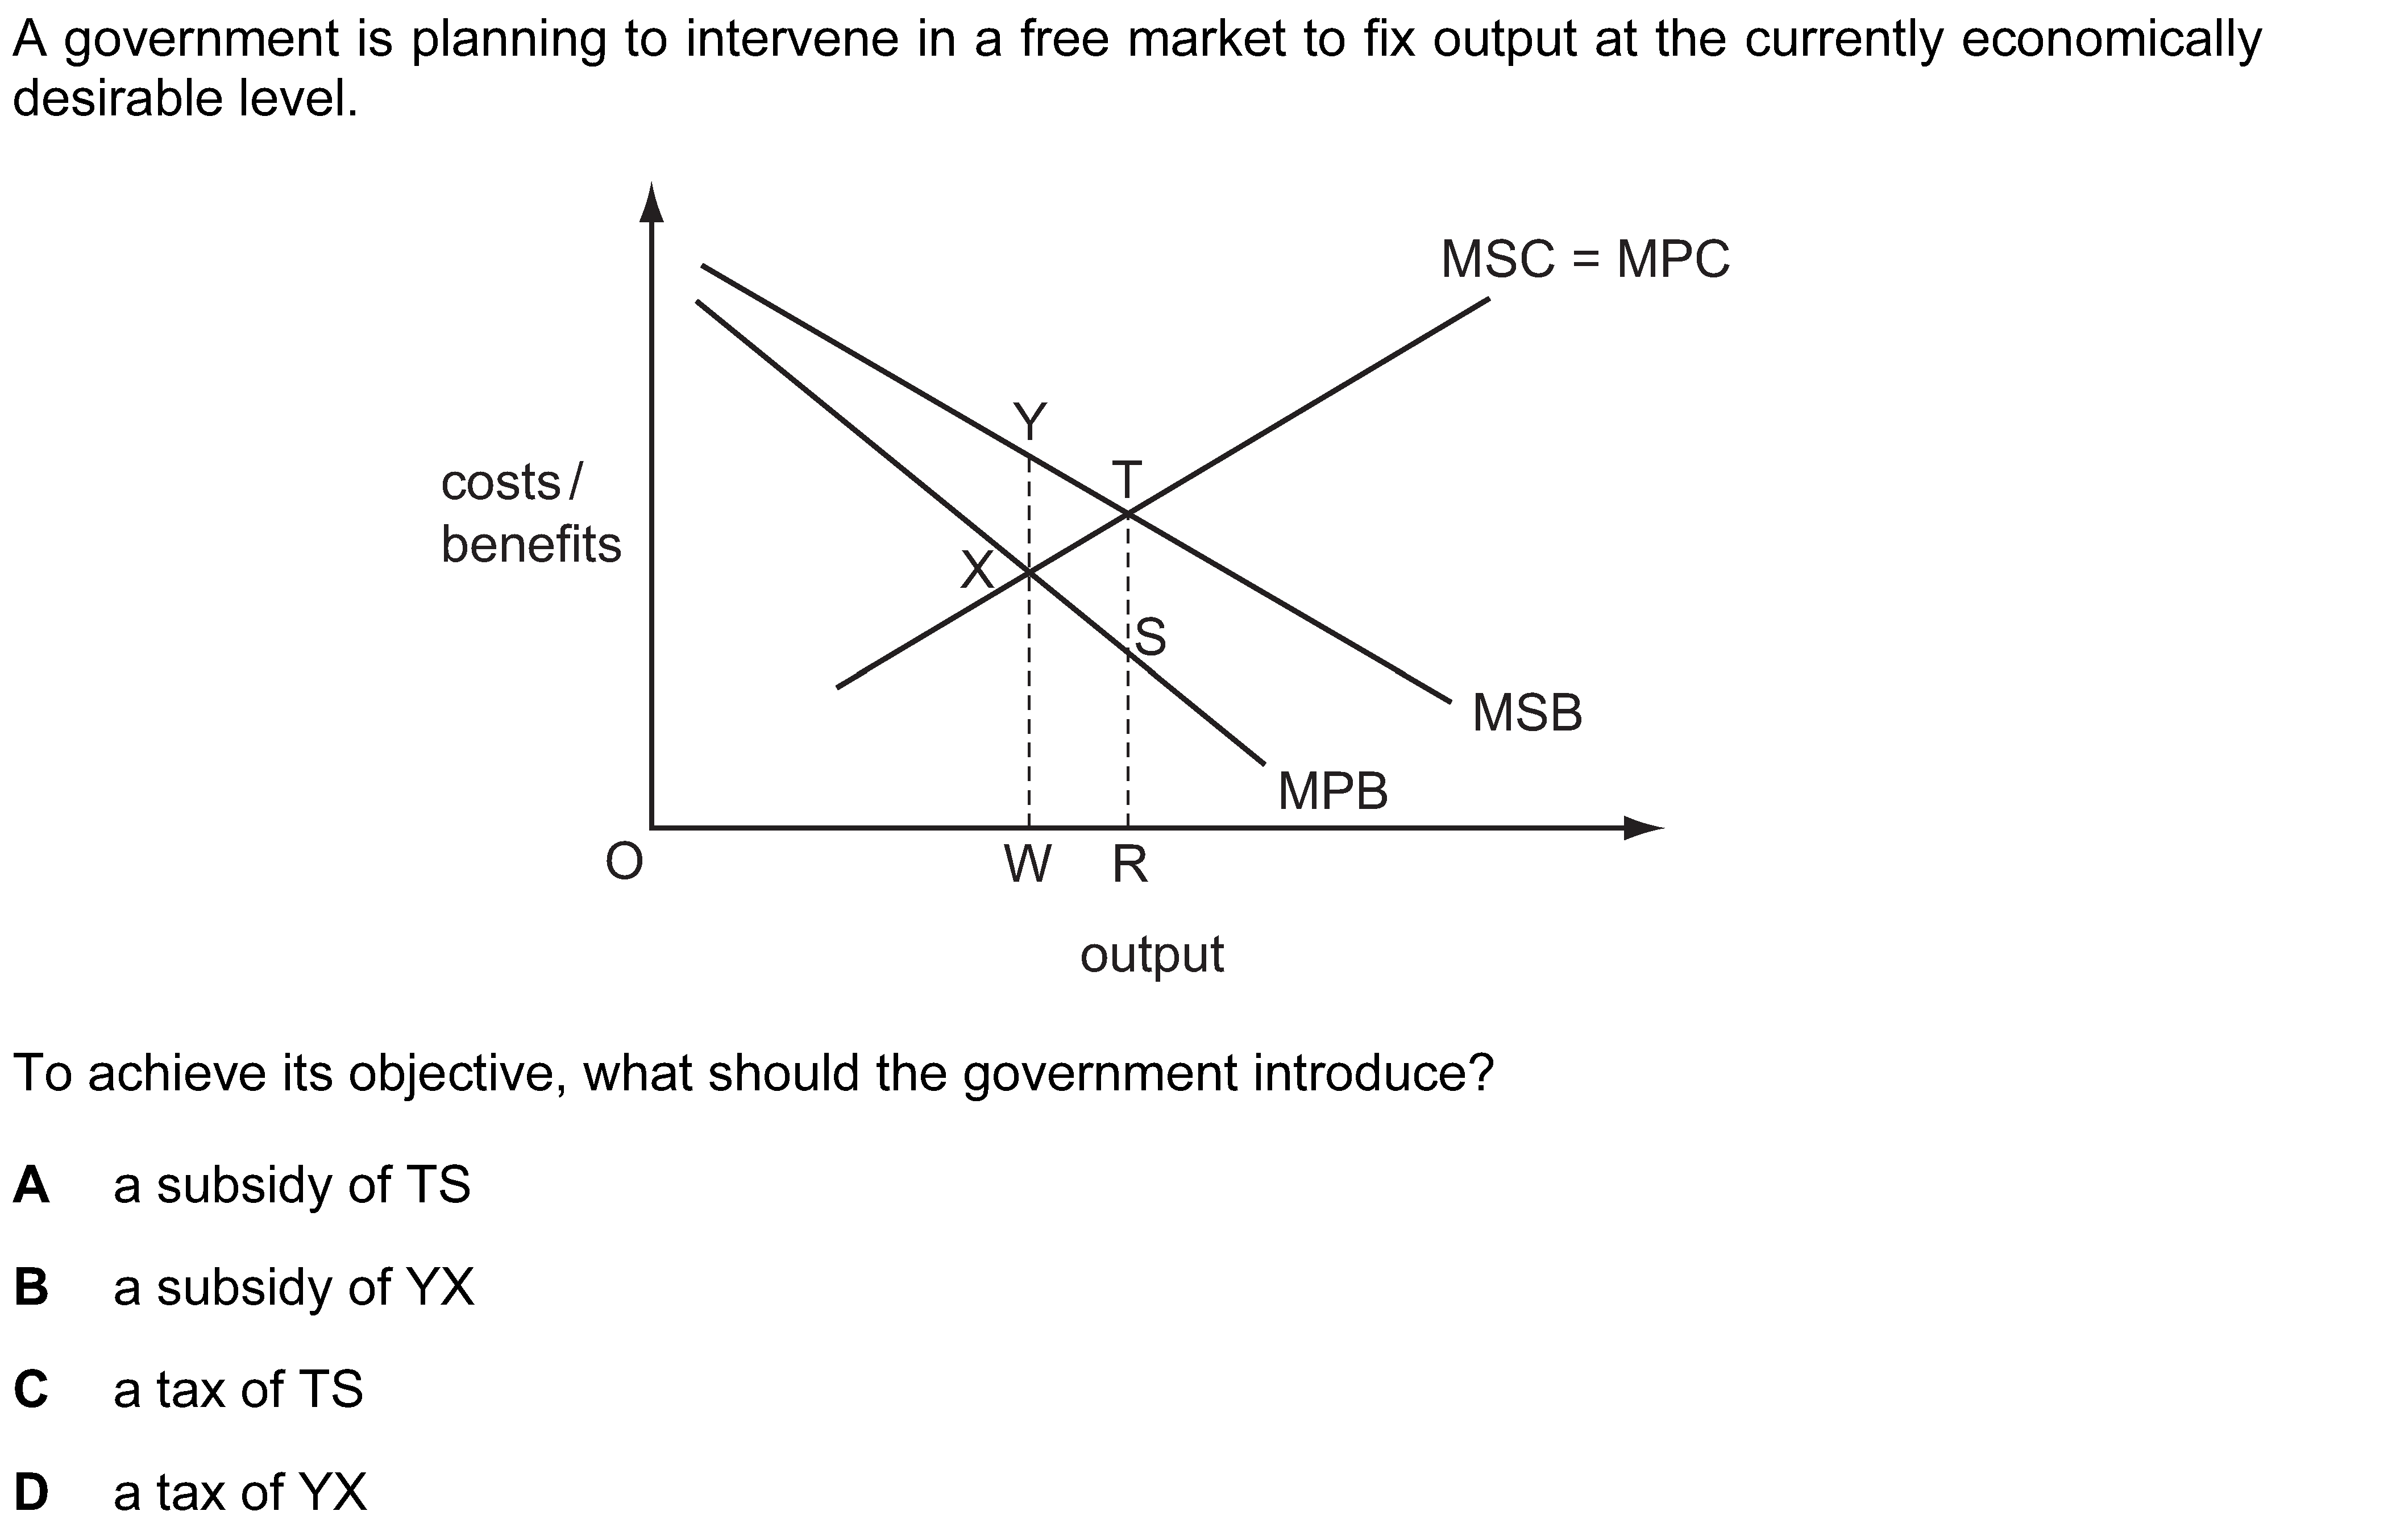 A government is planning to intervene in a free market to fix output at the currently economically
desirable level.
MSC = MPC
Y
T
costs /
benefits
X
S
MSB
MPB
O
W
R
output
To achieve its objective, what should the government introduce?
A a subsidy of TS
B a subsidy of YX
C a tax of TS
D a tax of YX